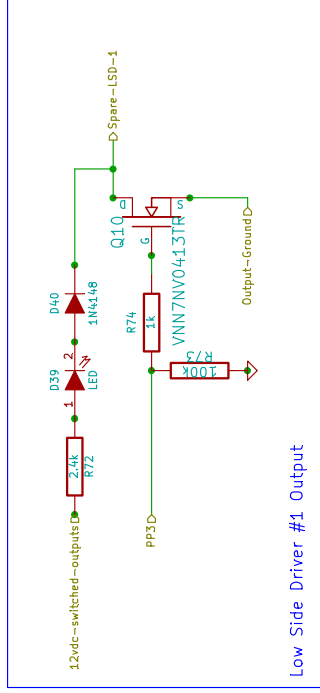 Spare-LSD-1
D
S
Q10
G
VNN7NV0413TR
Output-Ground
D40
1N4148
R74
1k
R73
100k
D39
2
1
LED
2.4k
R72
12vdc-switched-outputs
PP3
Low Side Driver #1 Output